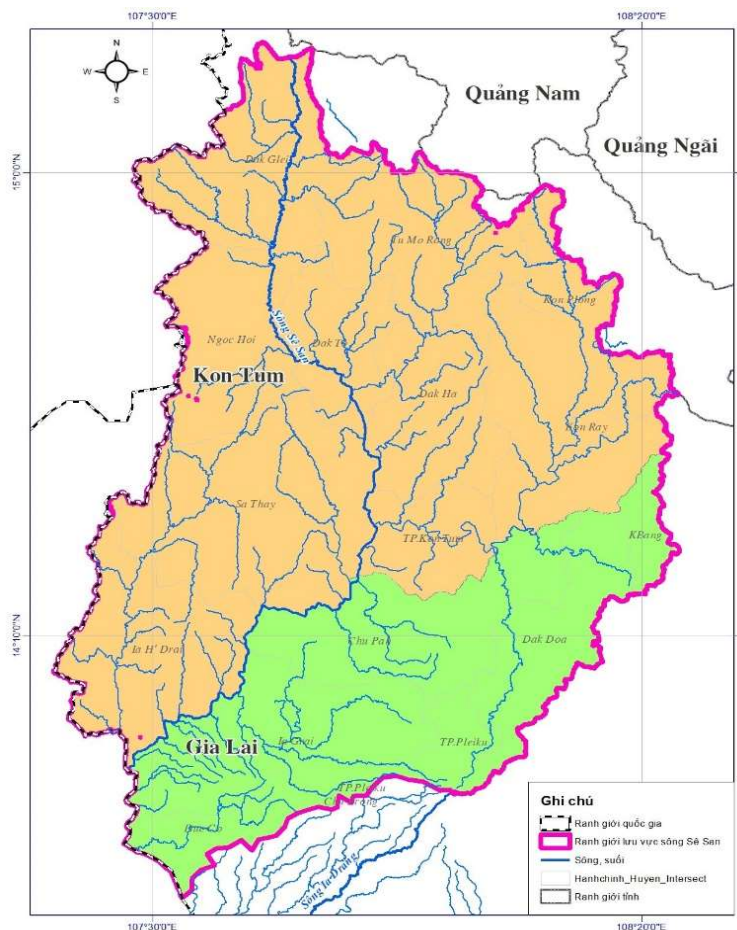 107°30'0"E 108°20'0"E
N
W E
S
Quảng Nam
Quảng Ngãi
15°0'0"N
Dak Glei
Tu Mo Rong
Kon Plong
Sông Sê San
Ngoc Hoi
Dak To
Kon Tum
Dak Ha
Kon Ray
Sa Thay
TP.Kon Tum
KBang
14°10'0"N
Chu Pah
Dak Doa
Ia H' Drai
Gia Lai
Ia Grai
TP.Pleiku
TP.Pleiku
Duc Co
Sông Ia Drang
Ghi chú
Ranh giới quốc gia
Ranh giới lưu vực sông Sê San
Sông, suối
Hanhchinh_Huyen_Intersect
Ranh giới tỉnh
107°30'0"E 108°20'0"E